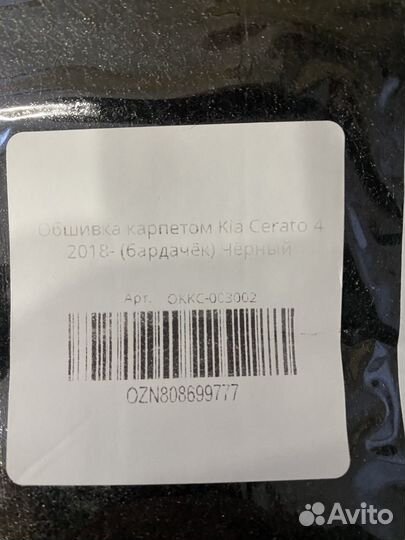 Обшивка карпетом Kia Cerato 4
2018- (бардачёк) Чёрный
Арт. OKKC-003002
OZN808699777
Avito